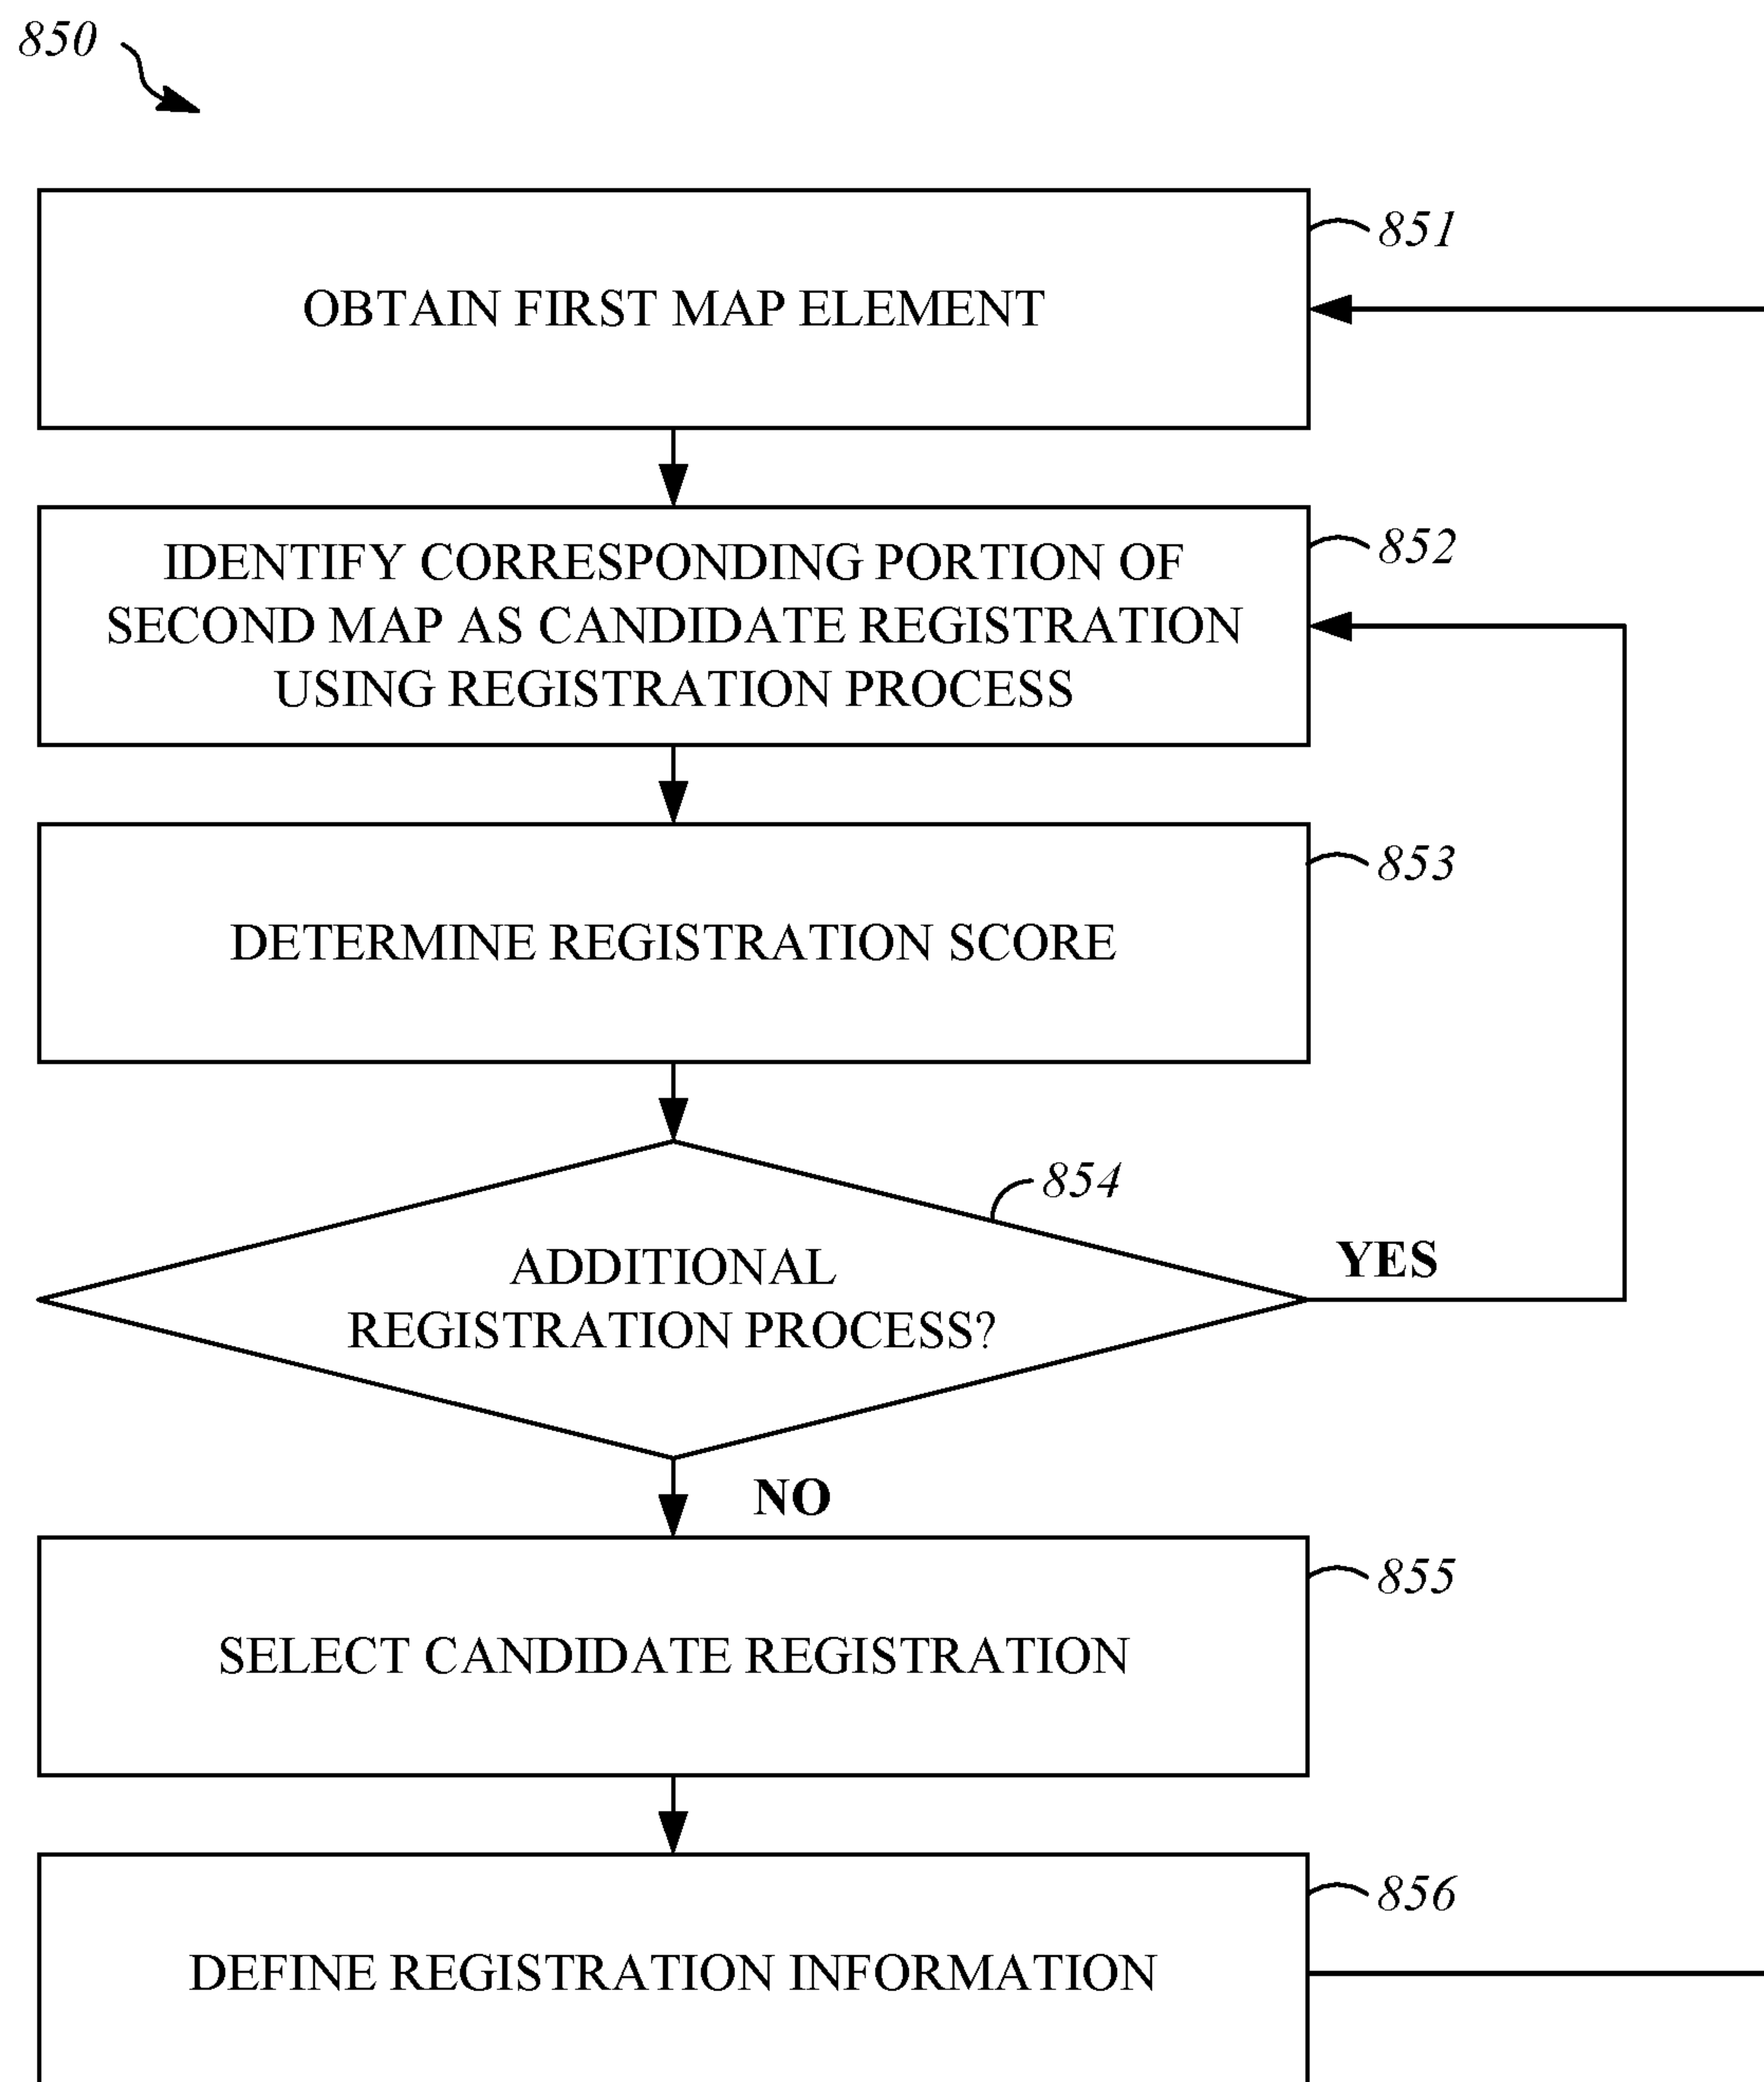 850
851
OBTAIN FIRST MAP ELEMENT
852
IDENTIFY CORRESPONDING PORTION OF
SECOND MAP AS CANDIDATE REGISTRATION
USING REGISTRATION PROCESS
853
DETERMINE REGISTRATION SCORE
854
ADDITIONAL
REGISTRATION PROCESS?
YES
NO
855
SELECT CANDIDATE REGISTRATION
856
DEFINE REGISTRATION INFORMATION